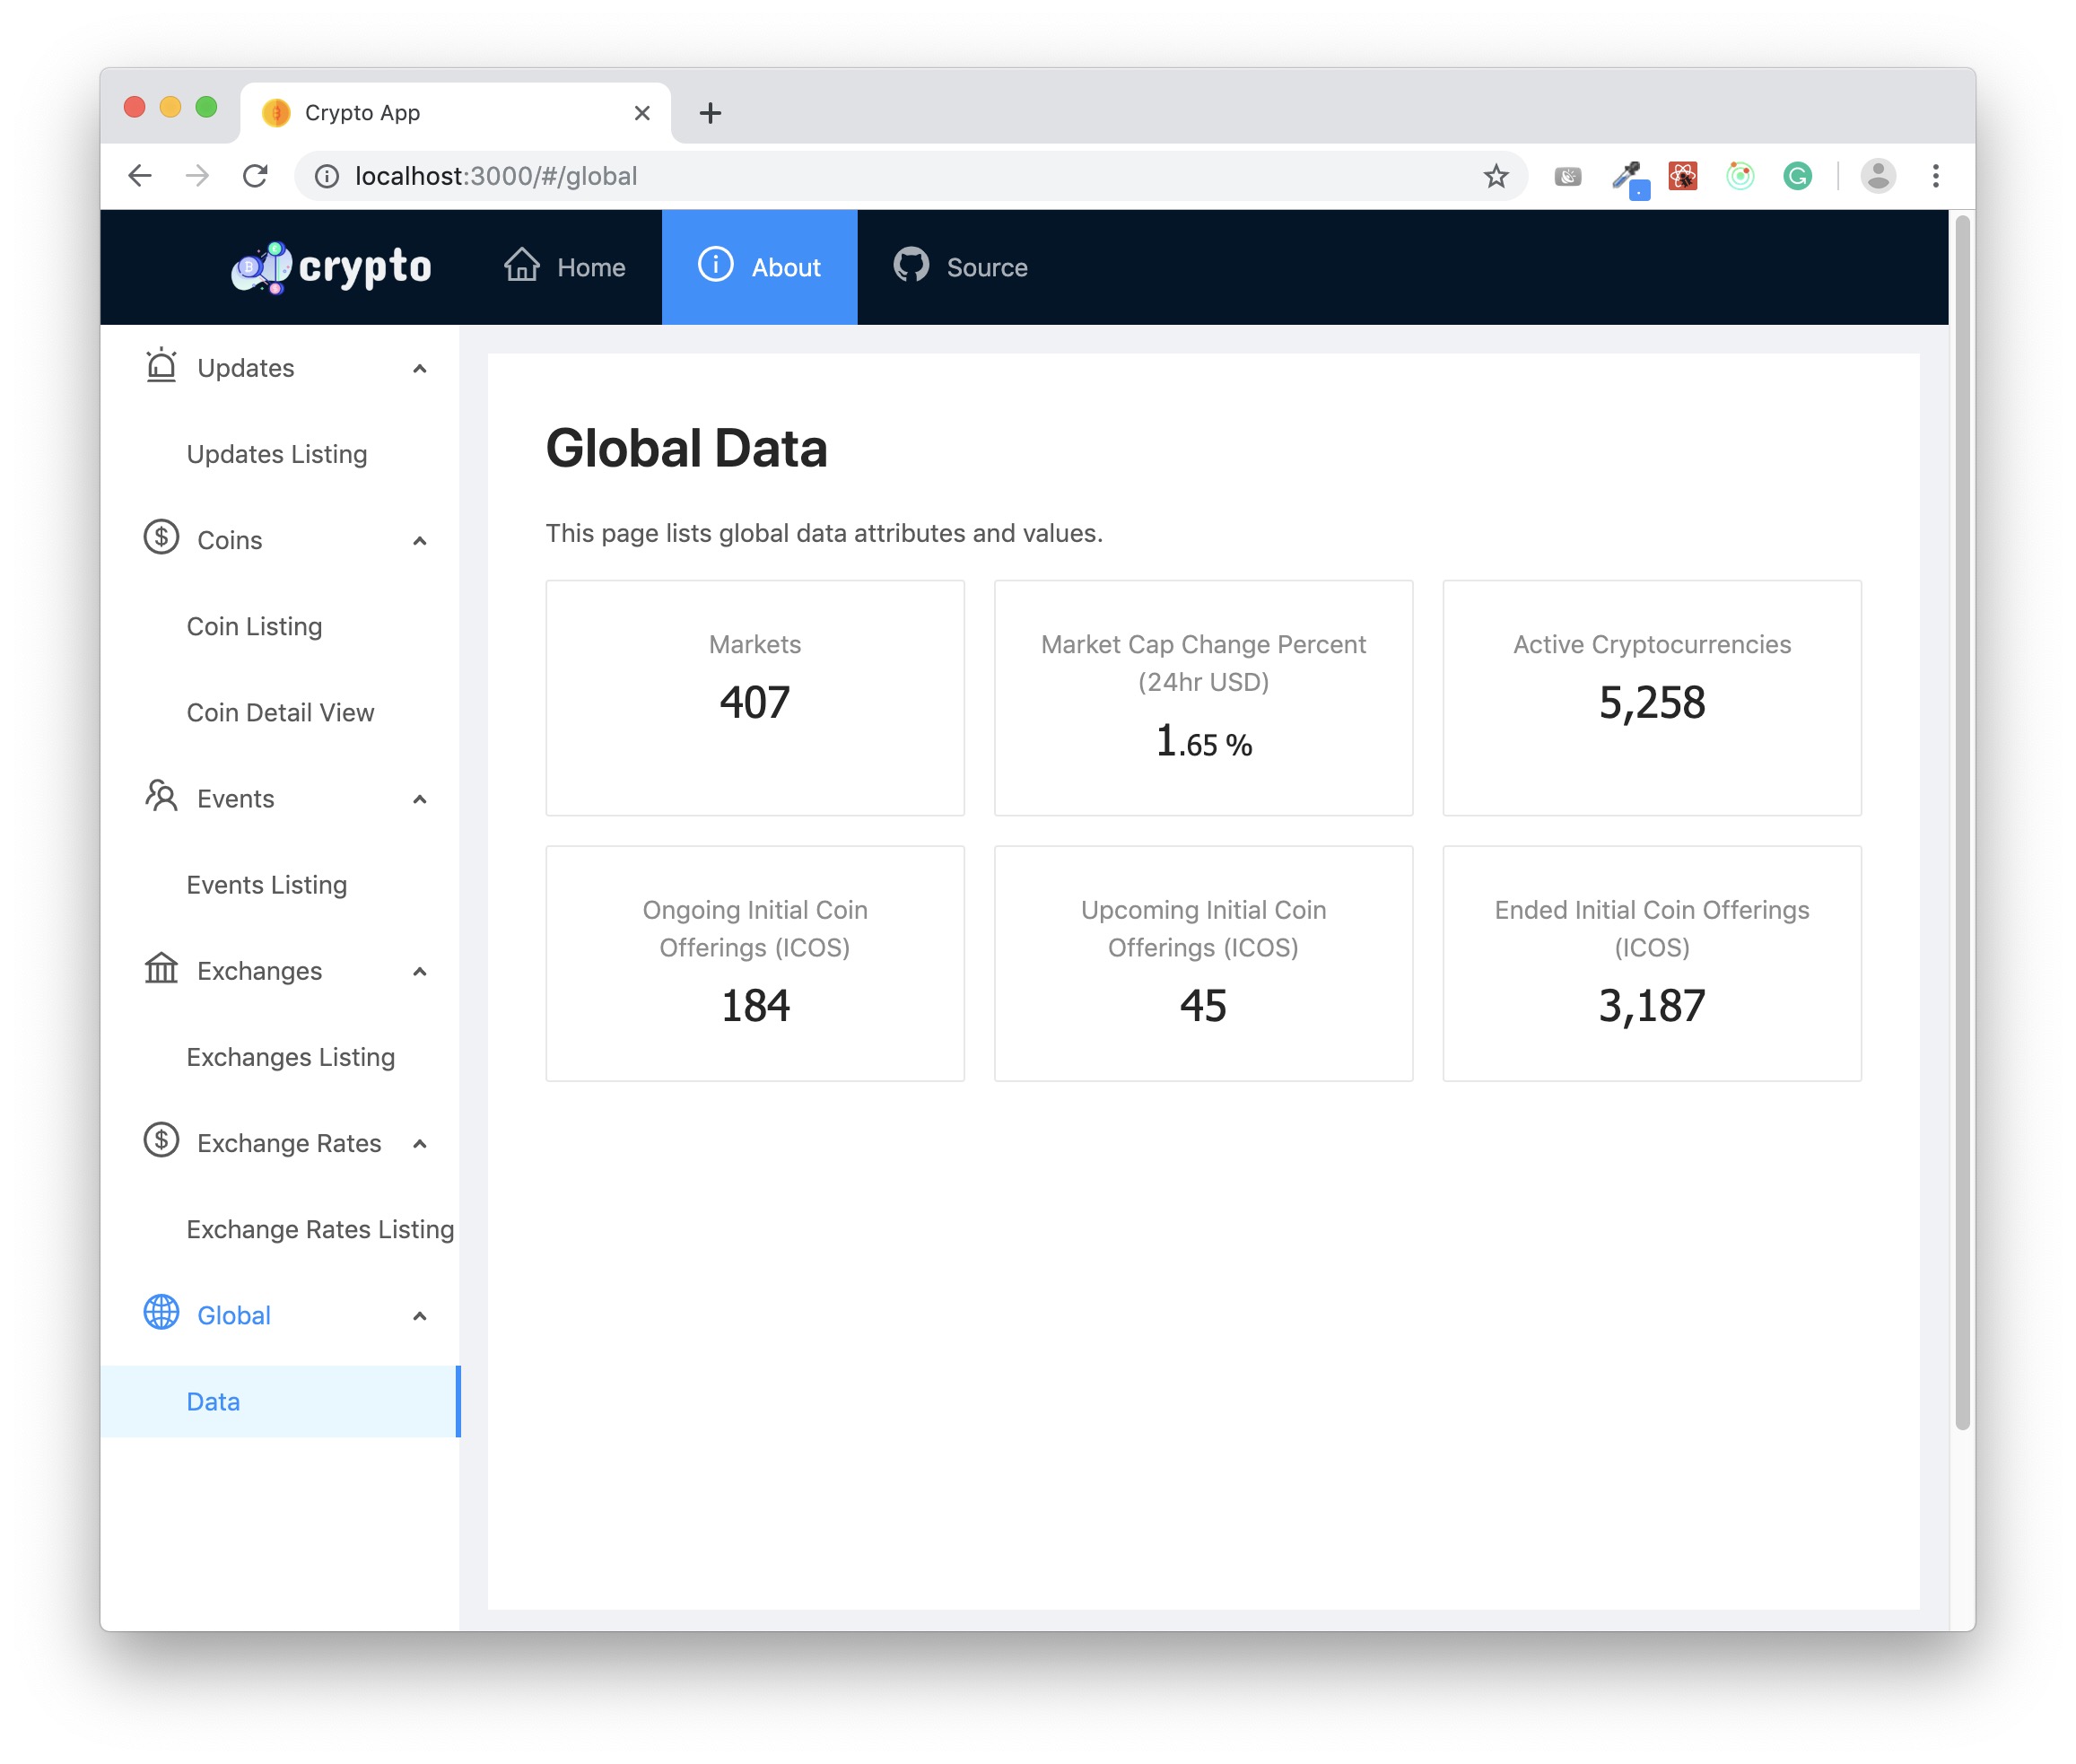 Crypto App
localhost:3000/#/global
crypto
Home
About
Source
Updates
Updates Listing
Coins
Coin Listing
Coin Detail View
Events
Events Listing
Exchanges
Exchanges Listing
Exchange Rates
Exchange Rates Listing
Global
Data
Global Data
This page lists global data attributes and values.
Markets
407
Market Cap Change Percent
(24hr USD)
1.65 %
Active Cryptocurrencies
5,258
Ongoing Initial Coin
Offerings (ICOS)
184
Upcoming Initial Coin
Offerings (ICOS)
45
Ended Initial Coin Offerings
(ICOS)
3,187